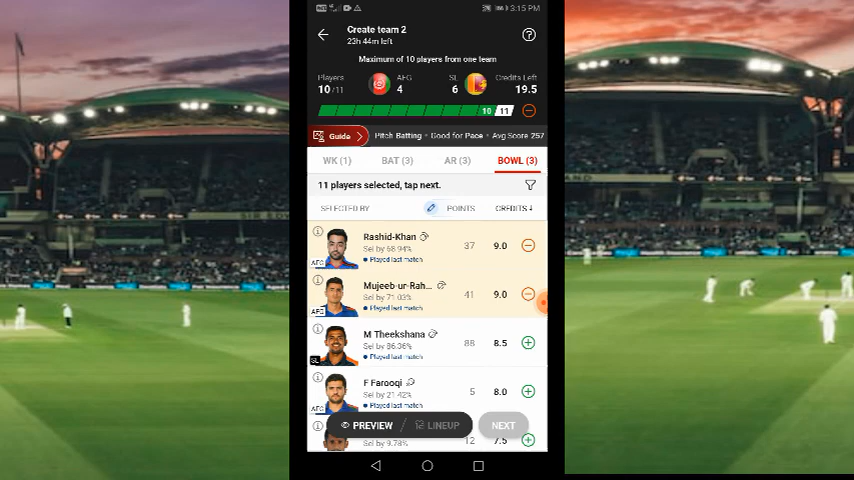 3:15 PM
Create team 2
23h 44m left
Maximum of 10 players from one team
Players AFG SL Credits Left
10/11 4 6 19.5
10 11
Guide Pitch Batting • Good for Pace • Avg Score 257
WK (1) BAT (3) AR (3) BOWL (3)
11 players selected, tap next.
SELECTED BY POINTS CREDITS↓
Rashid-Khan 37 9.0
Sel by 68.94%
AFG • Played last match
Mujeeb-ur-Rah... 41 9.0
Sel by 71.03%
AFG • Played last match
M Theekshana 88 8.5
Sel by 86.36%
SL • Played last match
F Farooqi 5 8.0
Sel by 21.42%
AFG • Played last match
PREVIEW / LINEUP NEXT
Sel by 9.78% 12 7.5